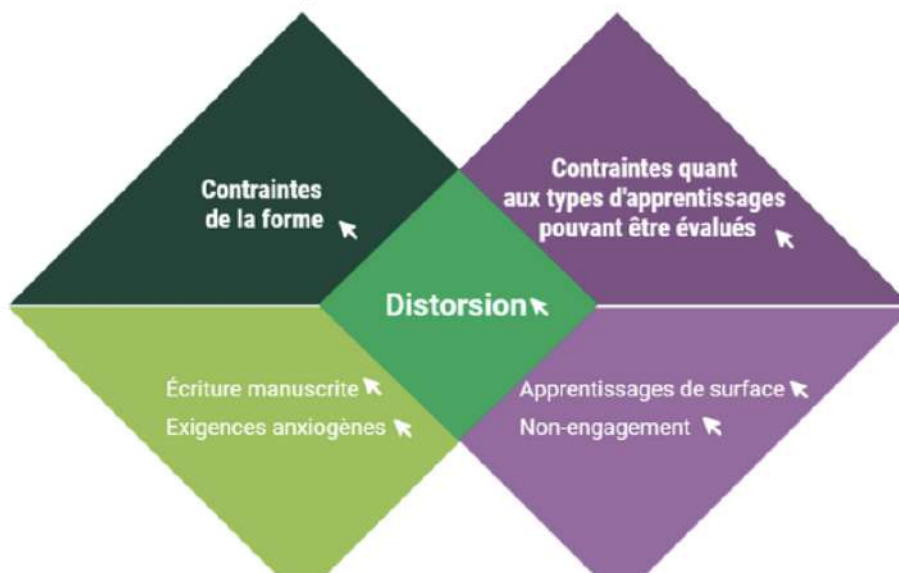 Contraintes
de la forme
Contraintes quant
aux types d'apprentissages
pouvant être évalués
Distorsion
Écriture manuscrite
Exigences anxiogènes
Apprentissages de surface
Non-engagement